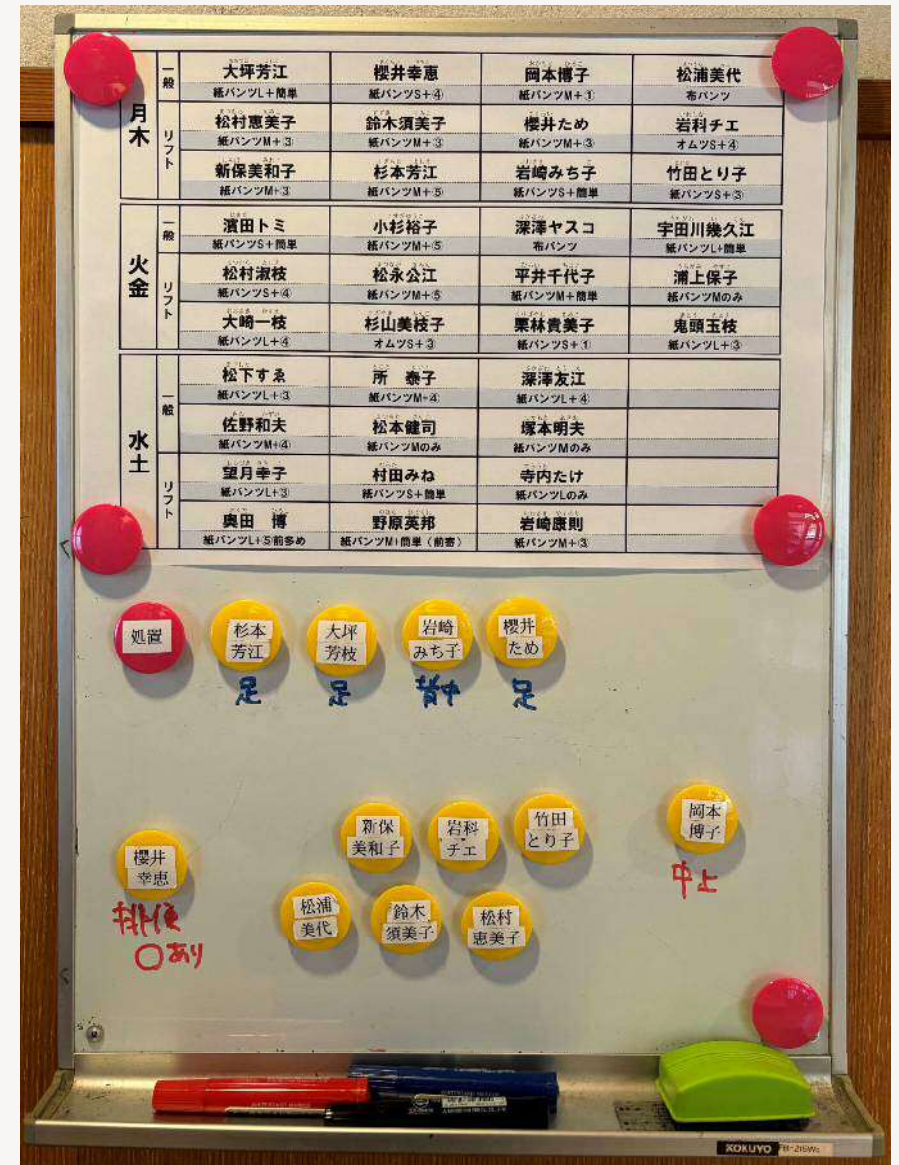 月木
一般
大坪芳江 櫻井幸恵 岡本博子 松浦美代
紙パンツL+簡単 紙パンツS+④ 紙パンツM+① 布パンツ
リフト
松村恵美子 鈴木須美子 櫻井ため 岩科チエ
紙パンツM+③ 紙パンツM+③ 紙パンツM+③ オムツS+④
新保美和子 杉本芳江 岩崎みち子 竹田とり子
紙パンツM+③ 紙パンツM+⑤ 紙パンツS+簡単 紙パンツS+③
火金
一般
濱田トミ 小杉裕子 深澤ヤスコ 宇田川幾久江
紙パンツS+簡単 紙パンツM+⑤ 布パンツ 紙パンツL+簡単
リフト
松村淑枝 松永公江 平井千代子 浦上保子
紙パンツS+④ 紙パンツM+⑤ 紙パンツM+簡単 紙パンツMのみ
大崎一枝 杉山美枝子 栗林貴美子 鬼頭玉枝
紙パンツL+④ オムツS+③ 紙パンツS+① 紙パンツL+③
水土
一般
松下すゑ 所 泰子 深澤友江
紙パンツL+③ 紙パンツM+④ 紙パンツL+④
佐野和夫 松本健司 塚本明夫
紙パンツM+④ 紙パンツMのみ 紙パンツMのみ
リフト
望月幸子 村田みね 寺内たけ
紙パンツL+③ 紙パンツS+簡単 紙パンツLのみ
奥田 博 野原英邦 岩崎康則
紙パンツL+⑤前多め 紙パンツM+簡単（前寄） 紙パンツM+③
処置
杉本
芳江
足
大坪
芳枝
足
岩崎
みち子
背中
櫻井
ため
足
新保
美和子
岩科
チエ
竹田
とり子
岡本
博子
中止
櫻井
幸恵
排便
○あり
松浦
美代
鈴木
須美子
松村
恵美子
KOKUYO